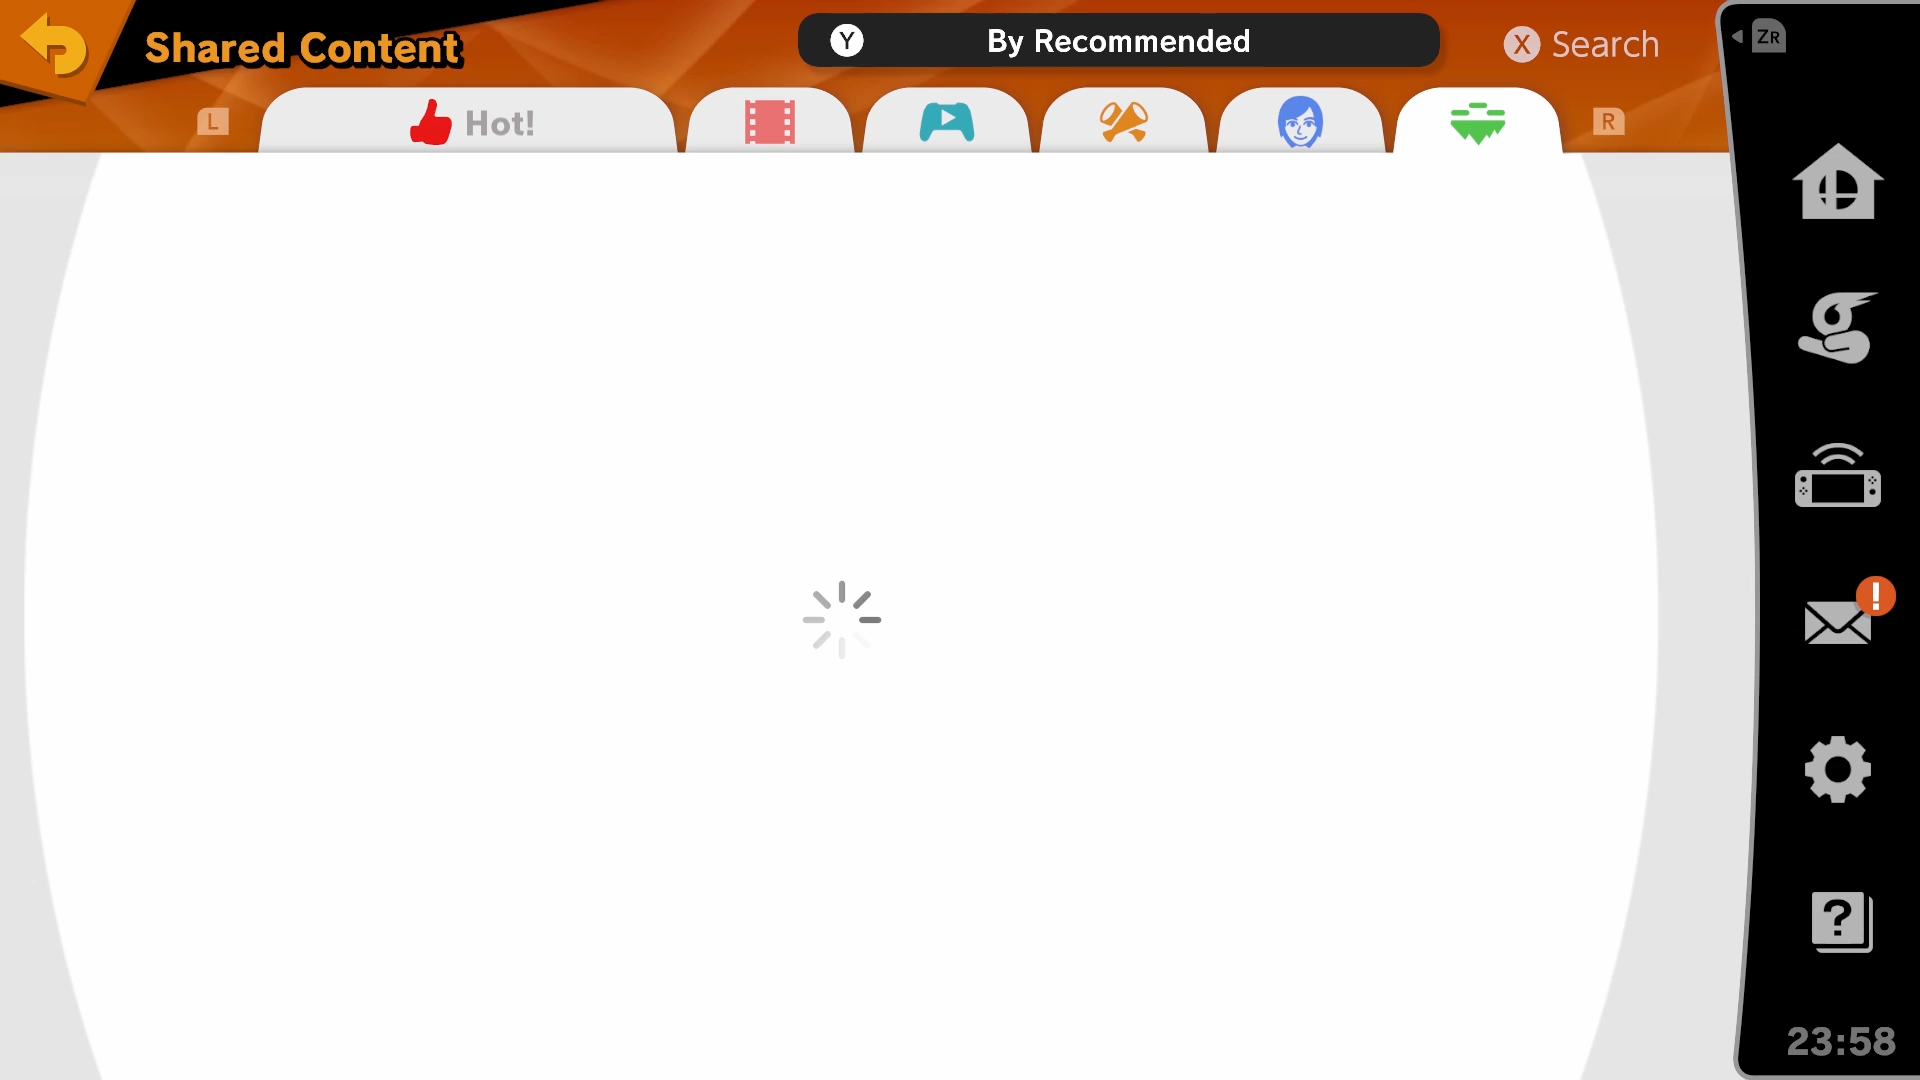 Shared Content
Y By Recommended
X Search
ZR
L
Hot!
R
!
?
23:58